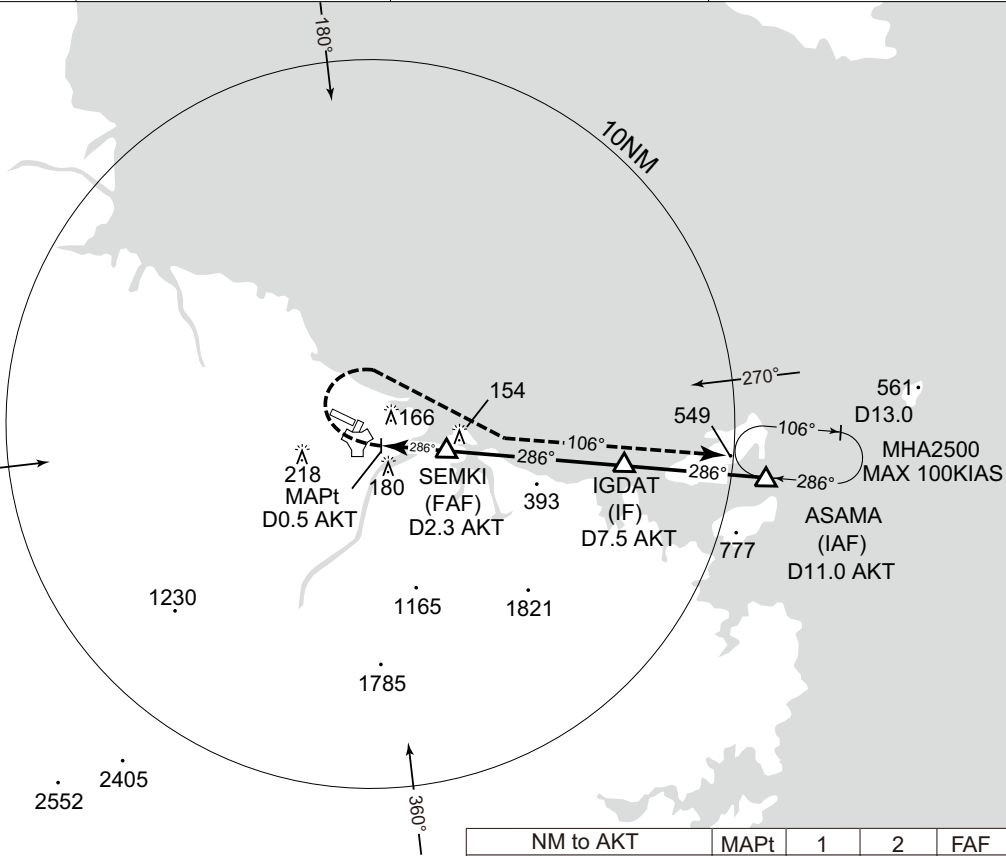 180°
10NM
270°
561
D13.0
154
166
549
106°
MHA2500
MAX 100KIAS
106°
286°
286°
286°
286°
218
180
SEMKI
(FAF)
D2.3 AKT
393
IGDAT
(IF)
D7.5 AKT
MAPt
D0.5 AKT
ASAMA
(IAF)
D11.0 AKT
777
1230
1165
1821
1785
2405
2552
360°
NM to AKT MAPt 1 2 FAF